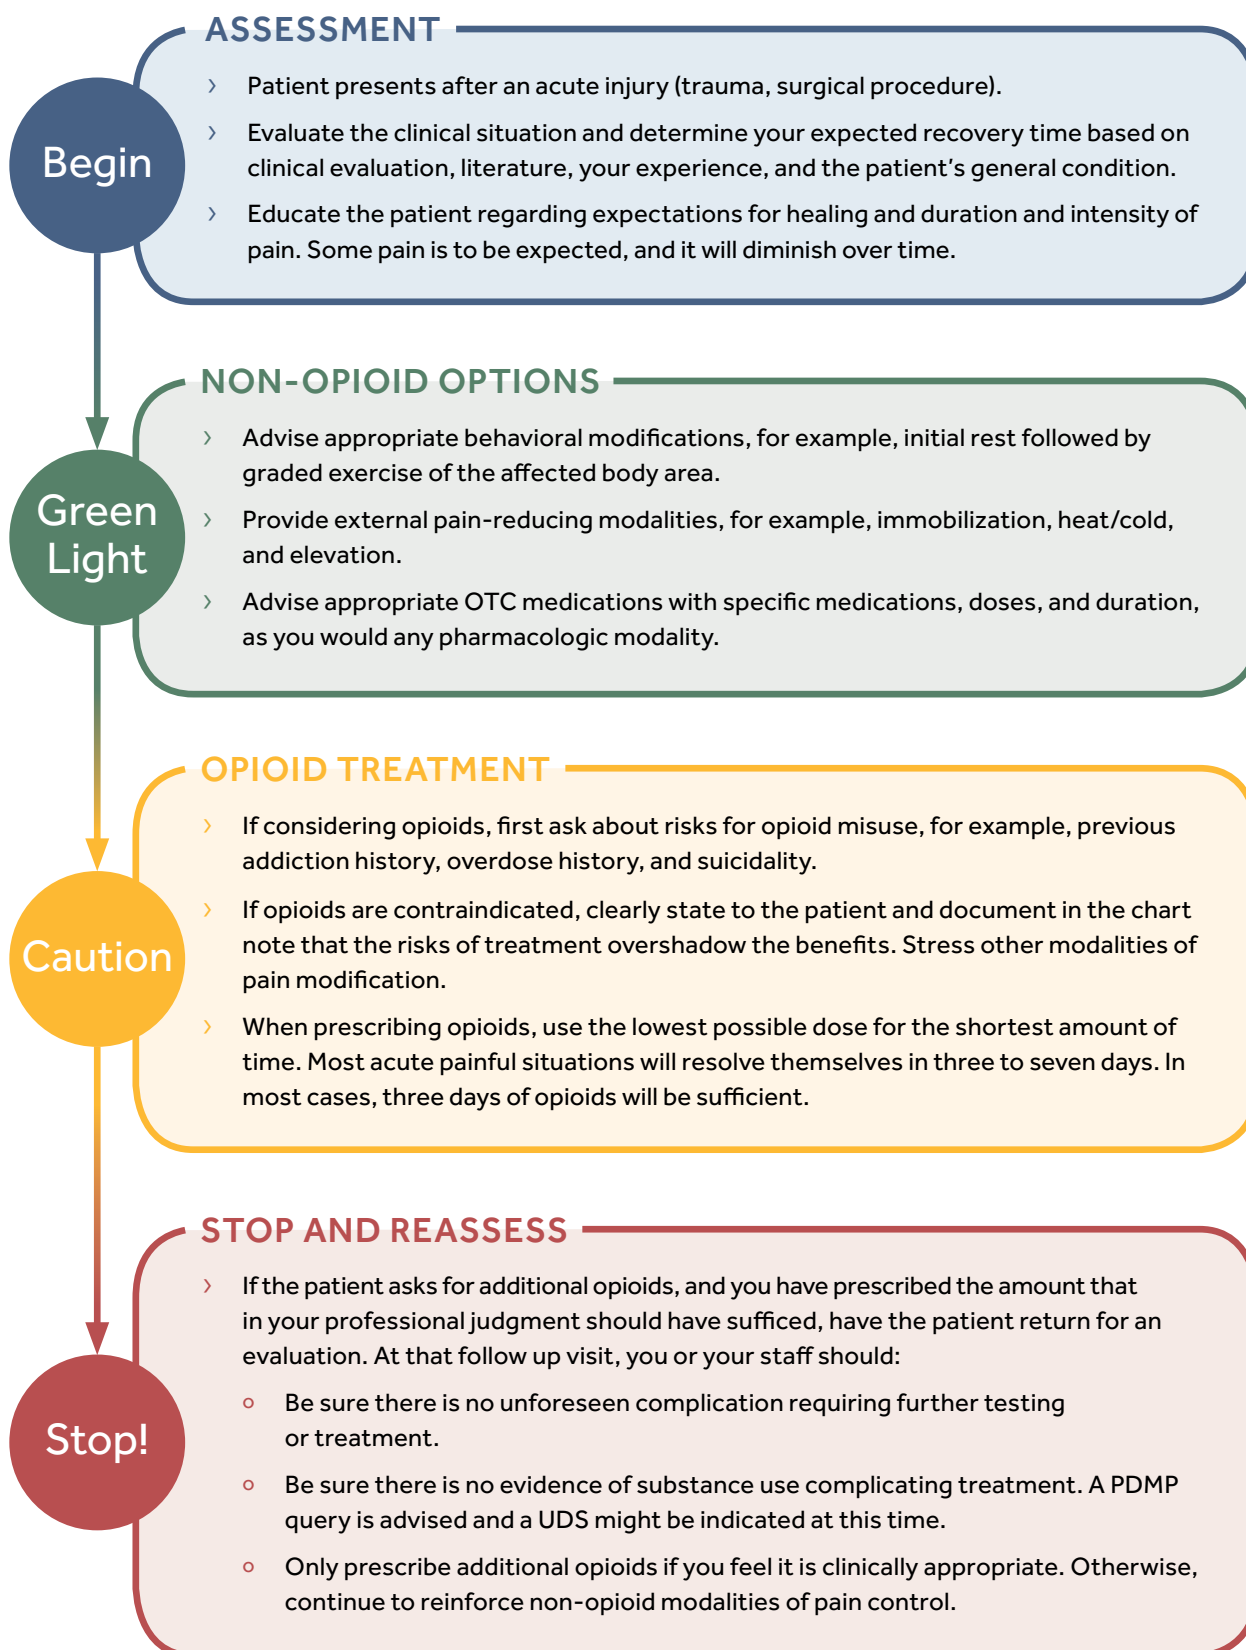 ASSESSMENT
Begin
› Patient presents after an acute injury (trauma, surgical procedure).
› Evaluate the clinical situation and determine your expected recovery time based on
clinical evaluation, literature, your experience, and the patient’s general condition.
› Educate the patient regarding expectations for healing and duration and intensity of
pain. Some pain is to be expected, and it will diminish over time.
NON-OPIOID OPTIONS
Green
Light
› Advise appropriate behavioral modifications, for example, initial rest followed by
graded exercise of the affected body area.
› Provide external pain-reducing modalities, for example, immobilization, heat/cold,
and elevation.
› Advise appropriate OTC medications with specific medications, doses, and duration,
as you would any pharmacologic modality.
OPIOID TREATMENT
Caution
› If considering opioids, first ask about risks for opioid misuse, for example, previous
addiction history, overdose history, and suicidality.
› If opioids are contraindicated, clearly state to the patient and document in the chart
note that the risks of treatment overshadow the benefits. Stress other modalities of
pain modification.
› When prescribing opioids, use the lowest possible dose for the shortest amount of
time. Most acute painful situations will resolve themselves in three to seven days. In
most cases, three days of opioids will be sufficient.
STOP AND REASSESS
Stop!
› If the patient asks for additional opioids, and you have prescribed the amount that
in your professional judgment should have sufficed, have the patient return for an
evaluation. At that follow up visit, you or your staff should:
Be sure there is no unforeseen complication requiring further testing
or treatment.
Be sure there is no evidence of substance use complicating treatment. A PDMP
query is advised and a UDS might be indicated at this time.
Only prescribe additional opioids if you feel it is clinically appropriate. Otherwise,
continue to reinforce non-opioid modalities of pain control.